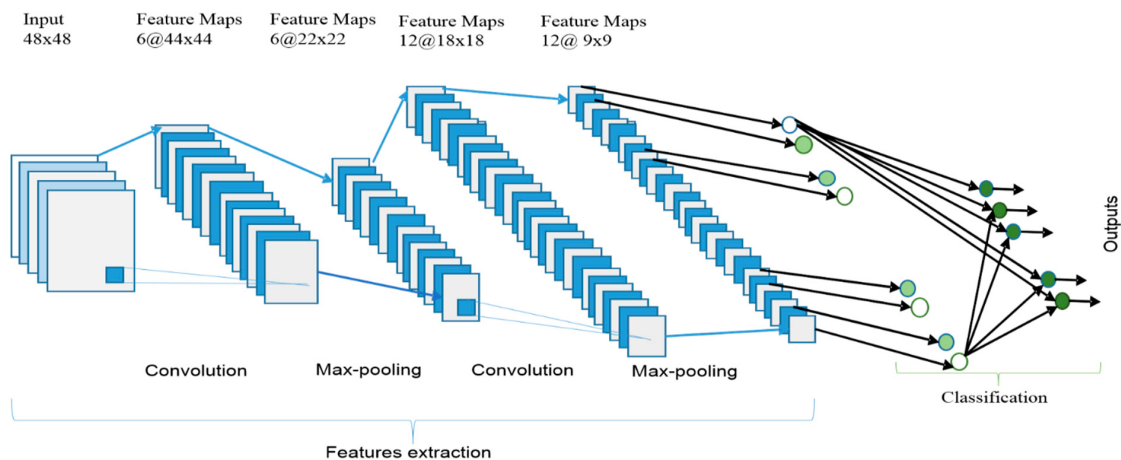 Input
48x48
Feature Maps
6@44x44
Feature Maps
6@22x22
Feature Maps
12@18x18
Feature Maps
12@ 9x9
Outputs
Convolution
Max-pooling
Convolution
Max-pooling
Classification
Features extraction